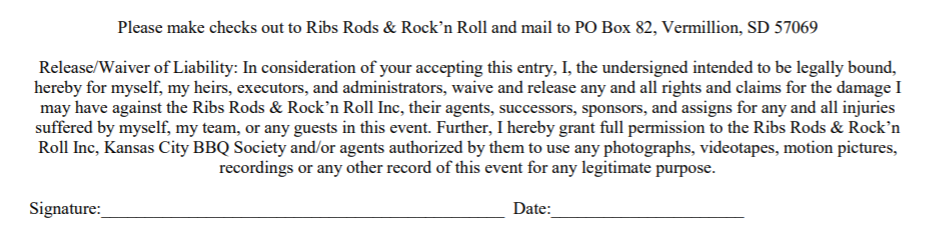 Please make checks out to Ribs Rods & Rock’n Roll and mail to PO Box 82, Vermillion, SD 57069
Release/Waiver of Liability: In consideration of your accepting this entry, I, the undersigned intended to be legally bound,
hereby for myself, my heirs, executors, and administrators, waive and release any and all rights and claims for the damage I
may have against the Ribs Rods & Rock’n Roll Inc, their agents, successors, sponsors, and assigns for any and all injuries
suffered by myself, my team, or any guests in this event. Further, I hereby grant full permission to the Ribs Rods & Rock’n
Roll Inc, Kansas City BBQ Society and/or agents authorized by them to use any photographs, videotapes, motion pictures,
recordings or any other record of this event for any legitimate purpose.
Signature:______________________________________________ Date:______________________